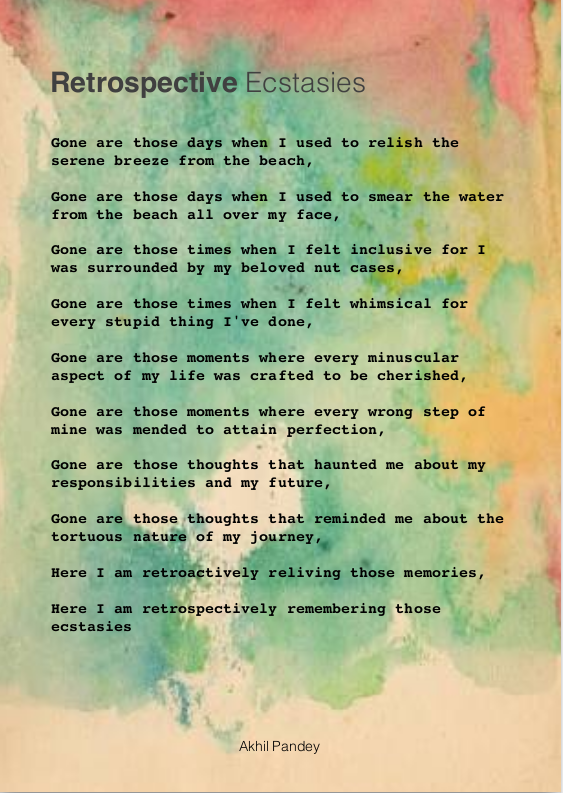 Retrospective Ecstasies
Gone are those days when I used to relish the
serene breeze from the beach,
Gone are those days when I used to smear the water
from the beach all over my face,
Gone are those times when I felt inclusive for I
was surrounded by my beloved nut cases,
Gone are those times when I felt whimsical for
every stupid thing I've done,
Gone are those moments where every minuscular
aspect of my life was crafted to be cherished,
Gone are those moments where every wrong step of
mine was mended to attain perfection,
Gone are those thoughts that haunted me about my
responsibilities and my future,
Gone are those thoughts that reminded me about the
tortuous nature of my journey,
Here I am retroactively reliving those memories,
Here I am retrospectively remembering those
ecstasies
Akhil Pandey